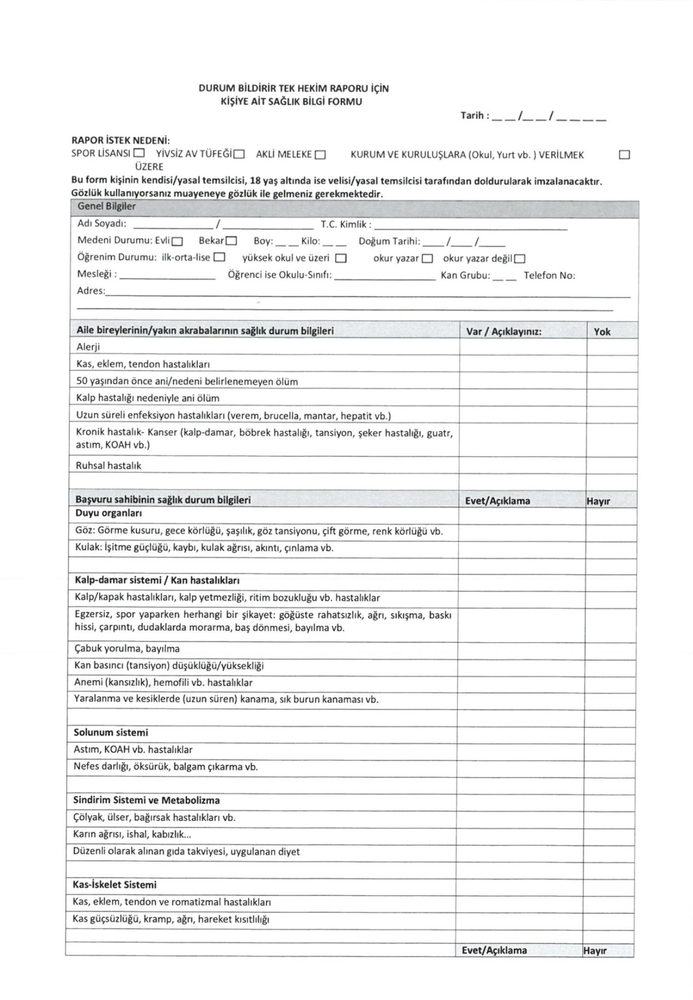 DURUM BİLDİRİR TEK HEKİM RAPORU İÇİN
KİŞİYE AİT SAĞLIK BİLGİ FORMU
Tarih : __ __ /__ __ / __ __ __ __
RAPOR İSTEK NEDENİ:
SPOR LİSANSI ☐ YİVSİZ AV TÜFEĞİ ☐ AKLİ MELEKE ☐ KURUM VE KURULUŞLARA (Okul, Yurt vb. ) VERİLMEK ☐
ÜZERE
Bu form kişinin kendisi/yasal temsilcisi, 18 yaş altında ise velisi/yasal temsilcisi tarafından doldurularak imzalanacaktır.
Gözlük kullanıyorsanız muayeneye gözlük ile gelmeniz gerekmektedir.
Genel Bilgiler
Adı Soyadı: _______________ / _________________ T.C. Kimlik : ____________________________________
Medeni Durumu: Evli ☐ Bekar ☐ Boy: __ __ Kilo: __ __ Doğum Tarihi: ____ /____ /_____
Öğrenim Durumu: ilk-orta-lise ☐ yüksek okul ve üzeri ☐ okur yazar ☐ okur yazar değil ☐
Mesleği : __________________ Öğrenci ise Okulu-Sınıfı: ___________________ Kan Grubu: __ __ Telefon No:
Adres:____________________
Aile bireylerinin/yakın akrabalarının sağlık durum bilgileri Var / Açıklayınız: Yok
Alerji
Kas, eklem, tendon hastalıkları
50 yaşından önce ani/nedeni belirlenemeyen ölüm
Kalp hastalığı nedeniyle ani ölüm
Uzun süreli enfeksiyon hastalıkları (verem, brucella, mantar, hepatit vb.)
Kronik hastalık- Kanser (kalp-damar, böbrek hastalığı, tansiyon, şeker hastalığı, guatr,
astım, KOAH vb.)
Ruhsal hastalık
Başvuru sahibinin sağlık durum bilgileri Evet/Açıklama Hayır
Duyu organları
Göz: Görme kusuru, gece körlüğü, şaşılık, göz tansiyonu, çift görme, renk körlüğü vb.
Kulak: İşitme güçlüğü, kaybı, kulak ağrısı, akıntı, çınlama vb.
Kalp-damar sistemi / Kan hastalıkları
Kalp/kapak hastalıkları, kalp yetmezliği, ritim bozukluğu vb. hastalıklar
Egzersiz, spor yaparken herhangi bir şikayet: göğüste rahatsızlık, ağrı, sıkışma, baskı
hissi, çarpıntı, dudaklarda morarma, baş dönmesi, bayılma vb.
Çabuk yorulma, bayılma
Kan basıncı (tansiyon) düşüklüğü/yüksekliği
Anemi (kansızlık), hemofili vb. hastalıklar
Yaralanma ve kesiklerde (uzun süren) kanama, sık burun kanaması vb.
Solunum sistemi
Astım, KOAH vb. hastalıklar
Nefes darlığı, öksürük, balgam çıkarma vb.
Sindirim Sistemi ve Metabolizma
Çölyak, ülser, bağırsak hastalıkları vb.
Karın ağrısı, ishal, kabızlık...
Düzenli olarak alınan gıda takviyesi, uygulanan diyet
Kas-İskelet Sistemi
Kas, eklem, tendon ve romatizmal hastalıkları
Kas güçsüzlüğü, kramp, ağrı, hareket kısıtlılığı
Evet/Açıklama Hayır